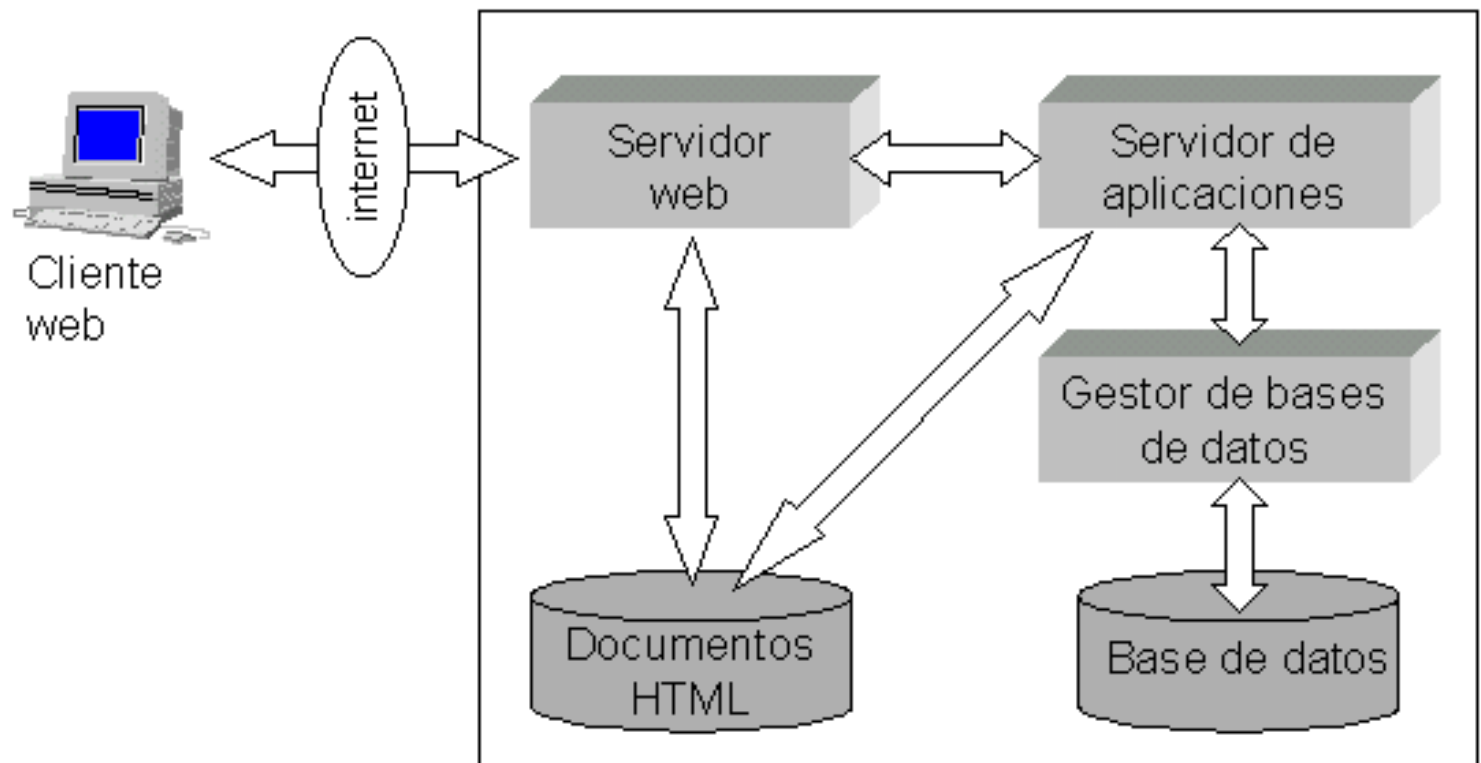 Cliente
web
internet
Servidor
web
Servidor de
aplicaciones
Gestor de bases
de datos
Documentos
HTML
Base de datos